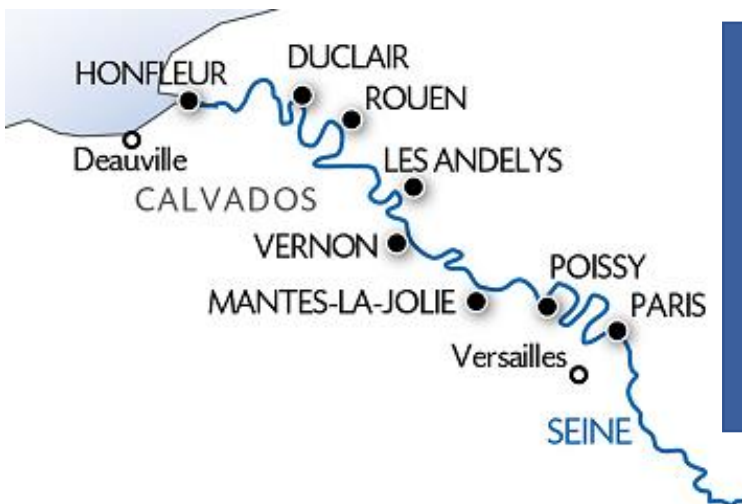 DUCLAIR
HONFLEUR
ROUEN
Deauville
LES ANDELYS
CALVADOS
VERNON
POISSY
MANTES-LA-JOLIE
PARIS
Versailles
SEINE